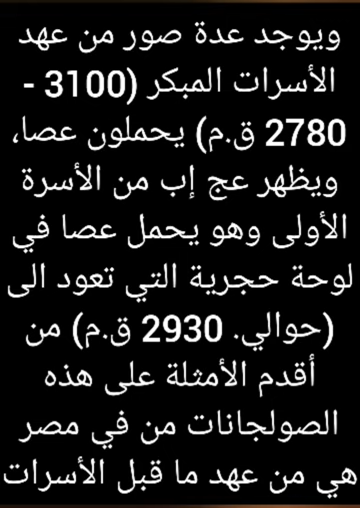 ويوجد عدة صور من عهد
الأسرات المبكر (3100 -
2780 ق.م) يحملون عصا،
ويظهر عج إب من الأسرة
الأولى وهو يحمل عصا في
لوحة حجرية التي تعود الى
(حوالي. 2930 ق.م) من
أقدم الأمثلة على هذه
الصولجانات من في مصر
هي من عهد ما قبل الأسرات